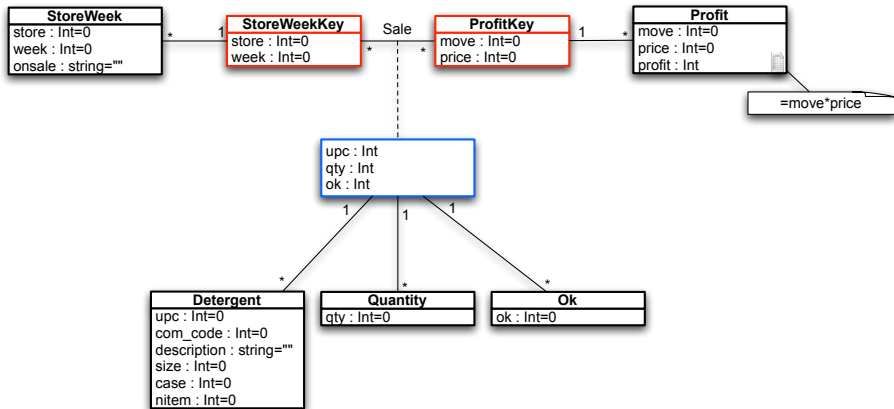 StoreWeek
store : Int=0
week : Int=0
onsale : string=""
*
1
StoreWeekKey
store : Int=0
week : Int=0
*
Sale
*
ProfitKey
move : Int=0
price : Int=0
1
*
Profit
move : Int=0
price : Int=0
profit : Int
=move*price
upc : Int
qty : Int
ok : Int
1
1
1
*
*
*
Detergent
upc : Int=0
com_code : Int=0
description : string=""
size : Int=0
case : Int=0
nitem : Int=0
Quantity
qty : Int=0
Ok
ok : Int=0